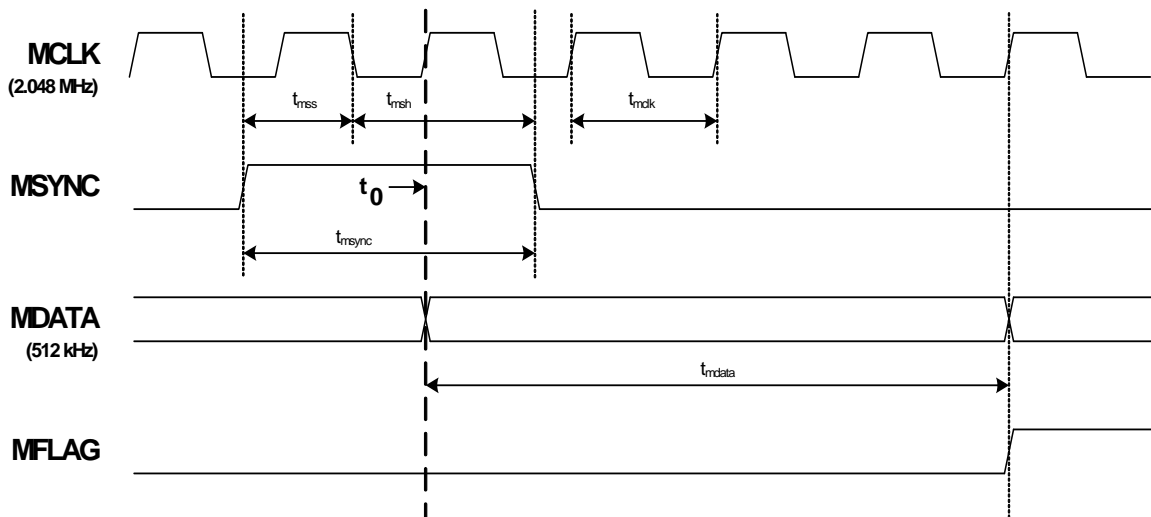 MCLK
(2.048 MHz)
tmss
tmsh
tmclk
MSYNC
t0
tmsync
MDATA
(512 kHz)
tmdata
MFLAG